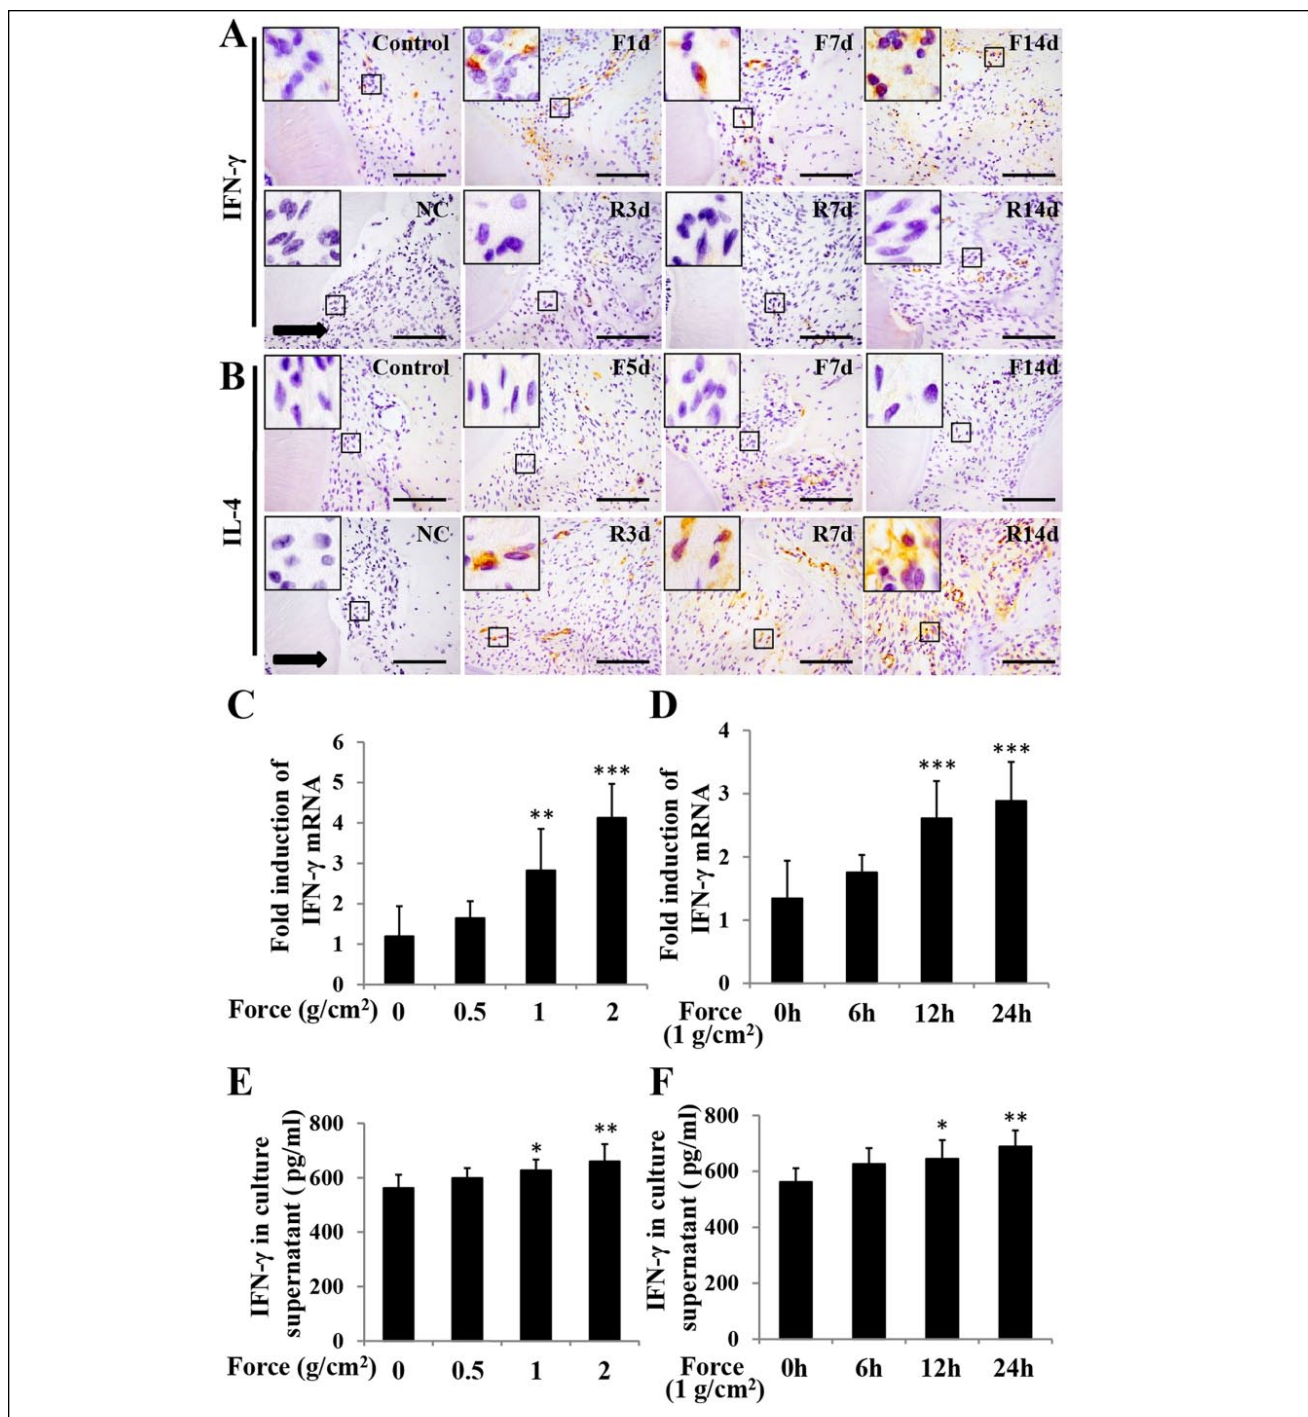 A
IFN-γ
Control
F1d
F7d
F14d
NC
R3d
R7d
R14d
B
IL-4
Control
F5d
F7d
F14d
NC
R3d
R7d
R14d
C
Fold induction of
IFN-γ mRNA
6
5
4
3
2
1
0
**
***
Force (g/cm²) 0 0.5 1 2
D
Fold induction of
IFN-γ mRNA
4
3
2
1
0
***
***
Force
(1 g/cm²)
0h 6h 12h 24h
E
IFN-γ in culture
supernatant ( pg/ml)
800
600
400
200
0
*
**
Force (g/cm²) 0 0.5 1 2
F
IFN-γ in culture
supernatant ( pg/ml)
800
600
400
200
0
*
**
Force
(1 g/cm²)
0h 6h 12h 24h